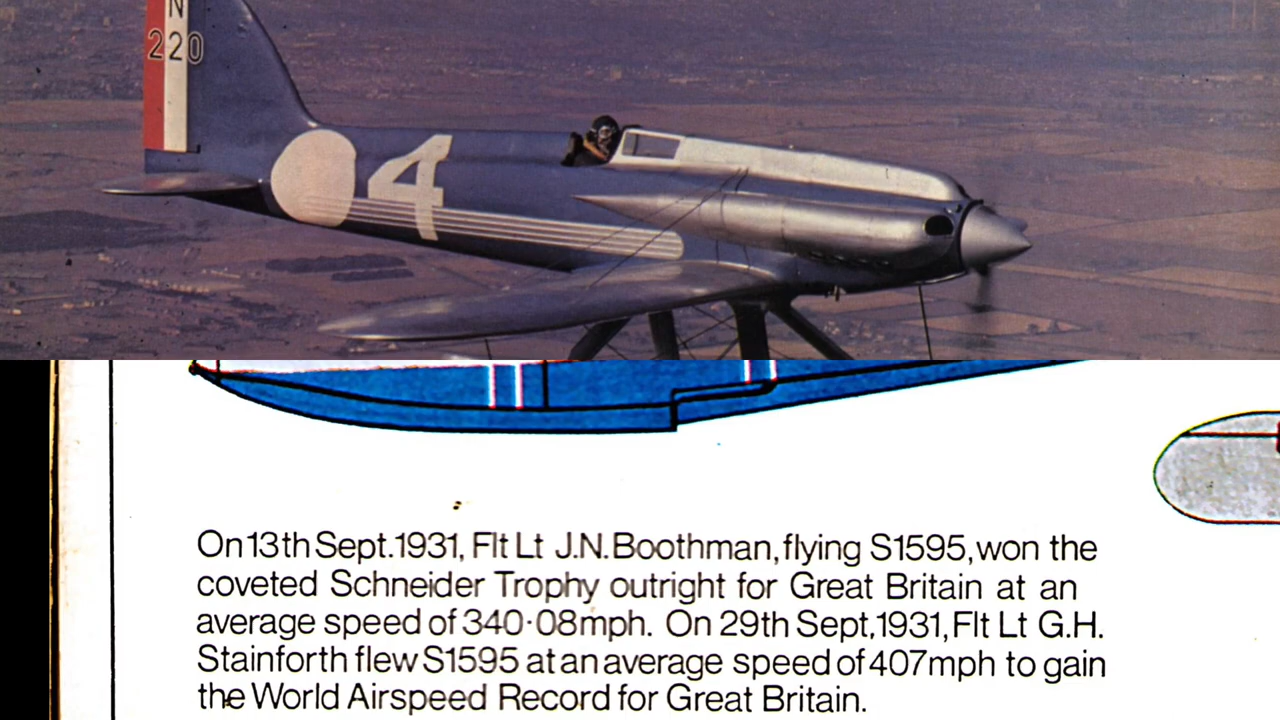 N
220
4
On 13th Sept. 1931, Flt Lt J.N. Boothman, flying S1595, won the
coveted Schneider Trophy outright for Great Britain at an
average speed of 340·08mph. On 29th Sept, 1931, Flt Lt G.H.
Stainforth flew S1595 at an average speed of 407mph to gain
the World Airspeed Record for Great Britain.